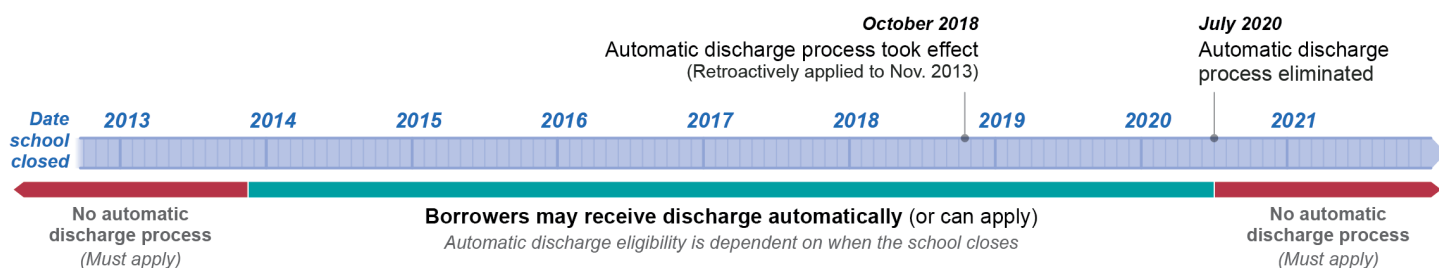 October 2018
Automatic discharge process took effect
(Retroactively applied to Nov. 2013)
July 2020
Automatic discharge
process eliminated
Date
school
closed
2013
2014
2015
2016
2017
2018
2019
2020
2021
No automatic
discharge process
(Must apply)
Borrowers may receive discharge automatically (or can apply)
Automatic discharge eligibility is dependent on when the school closes
No automatic
discharge process
(Must apply)